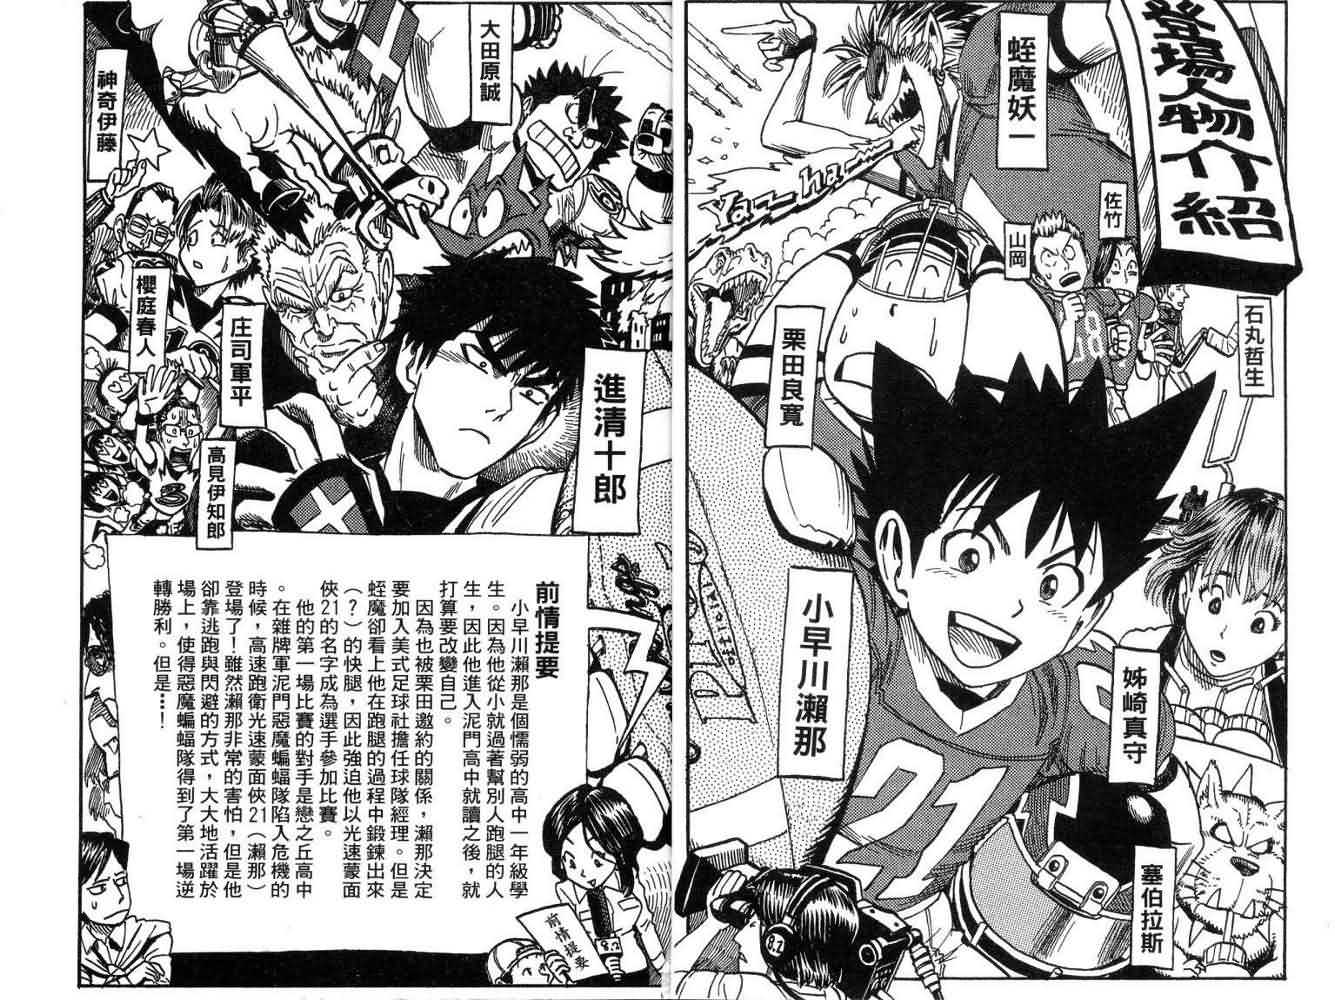 登場人物介紹
蛭魔妖一
Ya-ha
佐竹
山岡
石丸哲生
栗田良寬
小早川瀨那
姊崎真守
塞伯拉斯
21
大田原誠
神奇伊藤
櫻庭春人
庄司軍平
進清十郎
高見伊知郎
前情提要
小早川瀨那是個懦弱的高中一年級學
生。因為他從小就過著幫別人跑腿的人
生，因此他進入泥門高中就讀之後，就
打算要改變自己。
因為也被栗田邀約的關係，瀨那決定
要加入美式足球社擔任球隊經理。但是
蛭魔卻看上他在跑腿的過程中鍛鍊出來
（？）的快腿，因此強迫他以光速蒙面
俠21的名字成為選手參加比賽。
他的第一場比賽的對手是戀之丘高中
。在雜牌軍泥門惡魔蝙蝠隊陷入危機的
時候，高速跑衛光速蒙面俠21（瀨那）
登場了！雖然瀨那非常的害怕，但是他
卻靠逃跑與閃避的方式，大大地活躍於
場上，使得惡魔蝙蝠隊得到了第一場逆
轉勝利。但是…！
前情提要
8.2
8.2